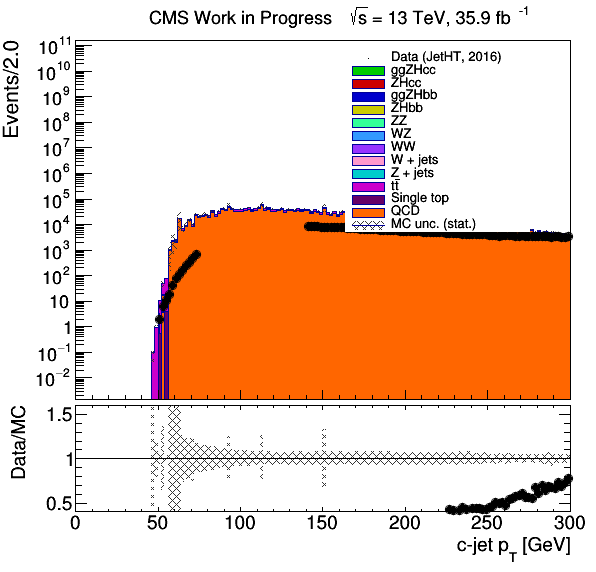 CMS Work in Progress √s = 13 TeV, 35.9 fb⁻¹
Events/2.0
10¹¹
10¹⁰
10⁹
10⁸
10⁷
10⁶
10⁵
10⁴
10³
10²
10
1
10⁻¹
10⁻²
Data (JetHT, 2016)
ggZHcc
ZHcc
ggZHbb
ZHbb
ZZ
WZ
WW
W + jets
Z + jets
tt̄
Single top
QCD
MC unc. (stat.)
Data/MC
1.5
1
0.5
0 50 100 150 200 250 300
c-jet p_T [GeV]